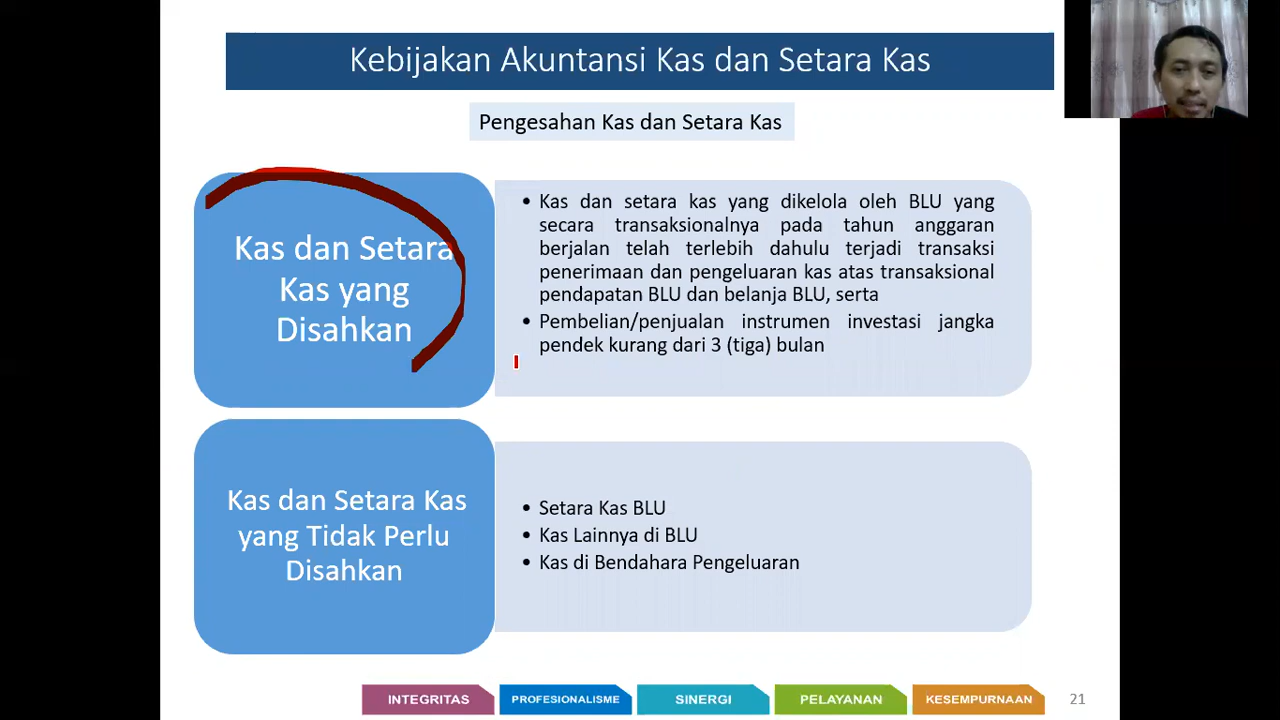 Kebijakan Akuntansi Kas dan Setara Kas
Pengesahan Kas dan Setara Kas
Kas dan Setara
Kas yang
Disahkan
• Kas dan setara kas yang dikelola oleh BLU yang
secara transaksionalnya pada tahun anggaran
berjalan telah terlebih dahulu terjadi transaksi
penerimaan dan pengeluaran kas atas transaksional
pendapatan BLU dan belanja BLU, serta
• Pembelian/penjualan instrumen investasi jangka
pendek kurang dari 3 (tiga) bulan
Kas dan Setara Kas
yang Tidak Perlu
Disahkan
• Setara Kas BLU
• Kas Lainnya di BLU
• Kas di Bendahara Pengeluaran
INTEGRITAS
PROFESIONALISME
SINERGI
PELAYANAN
KESEMPURNAAN
21